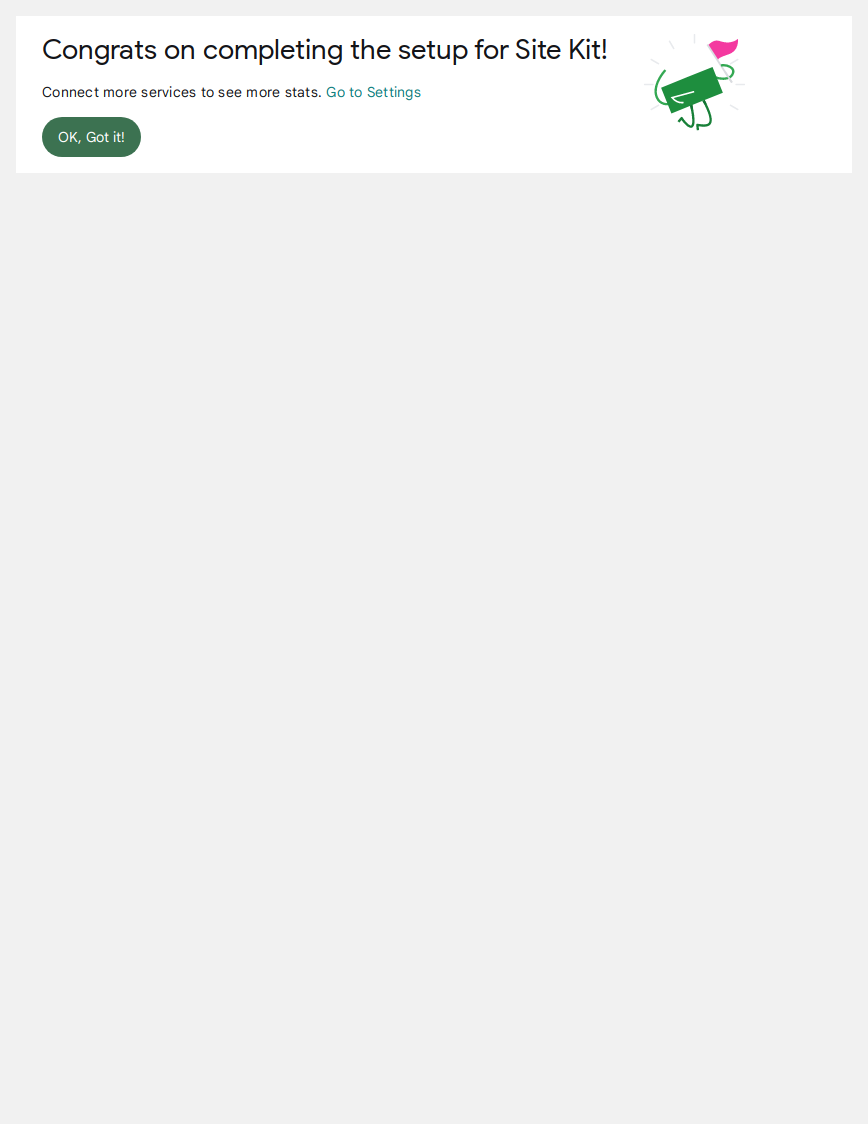 Congrats on completing the setup for Site Kit!
Connect more services to see more stats. Go to Settings
OK, Got it!